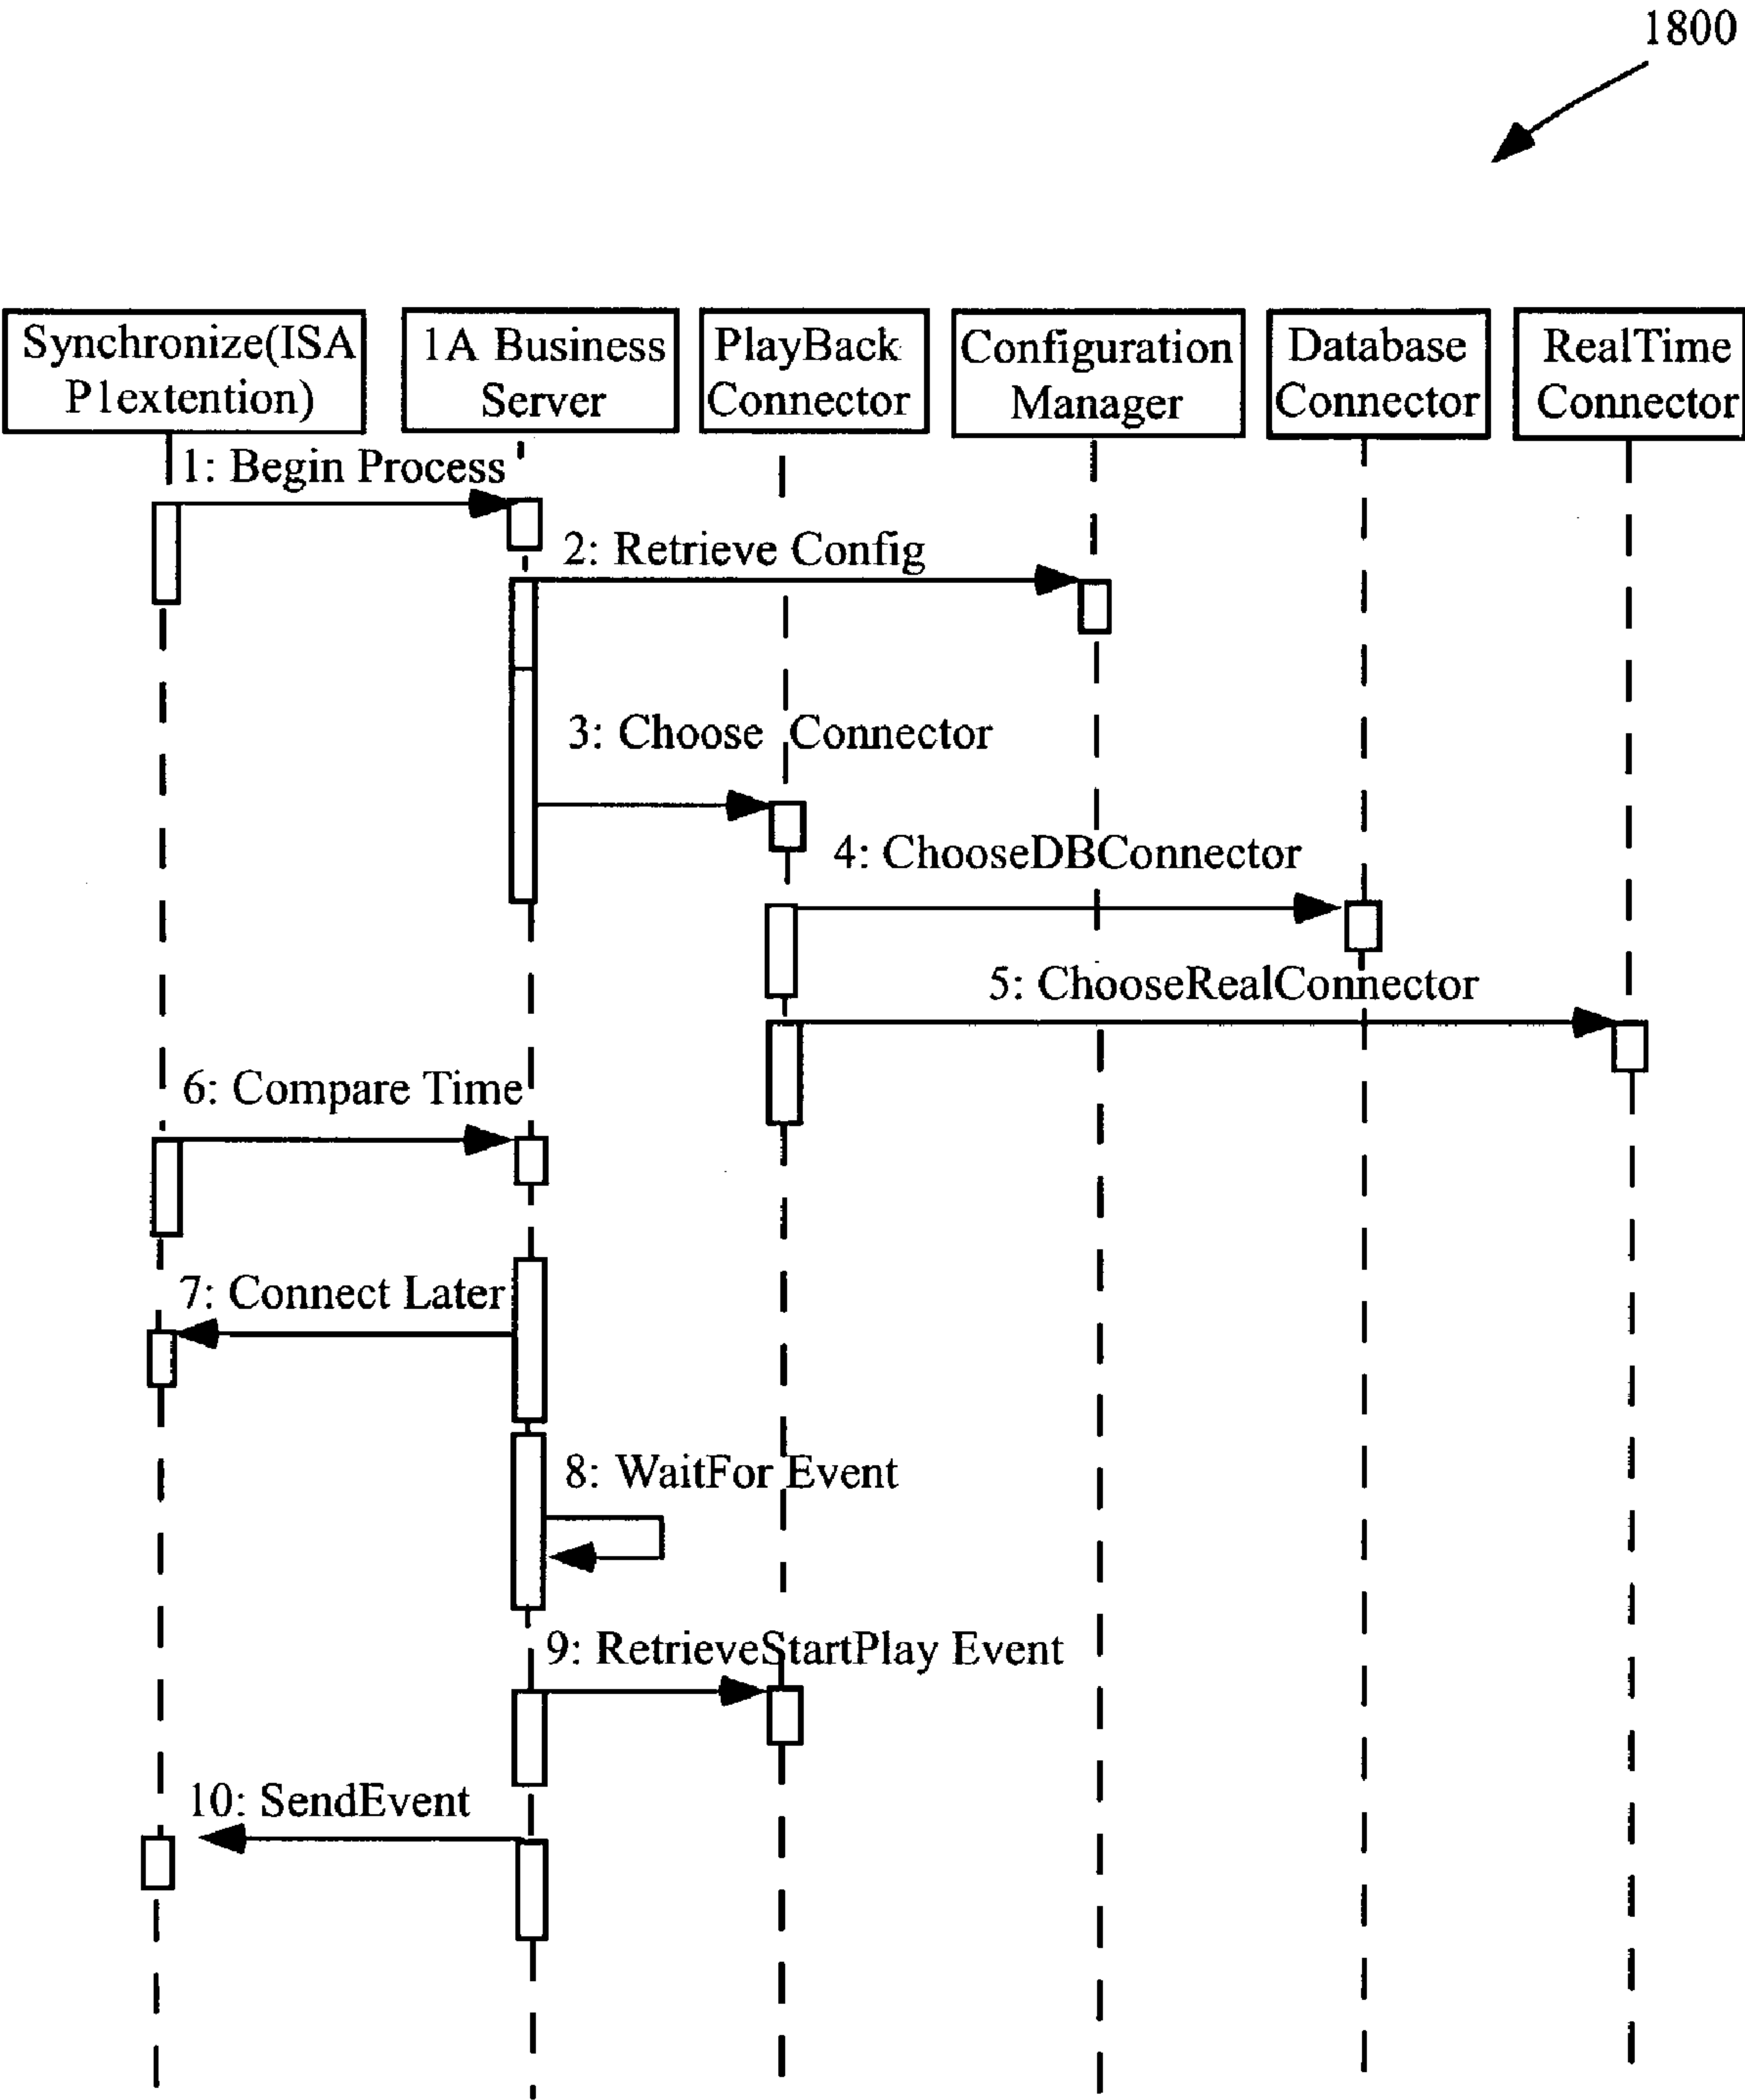 1800
Synchronize(ISA
P1extention)
1A Business
Server
PlayBack
Connector
Configuration
Manager
Database
Connector
RealTime
Connector
1: Begin Process
2: Retrieve Config
3: Choose Connector
4: ChooseDBConnector
5: ChooseRealConnector
6: Compare Time
7: Connect Later
8: WaitFor Event
9: RetrieveStartPlay Event
10: SendEvent